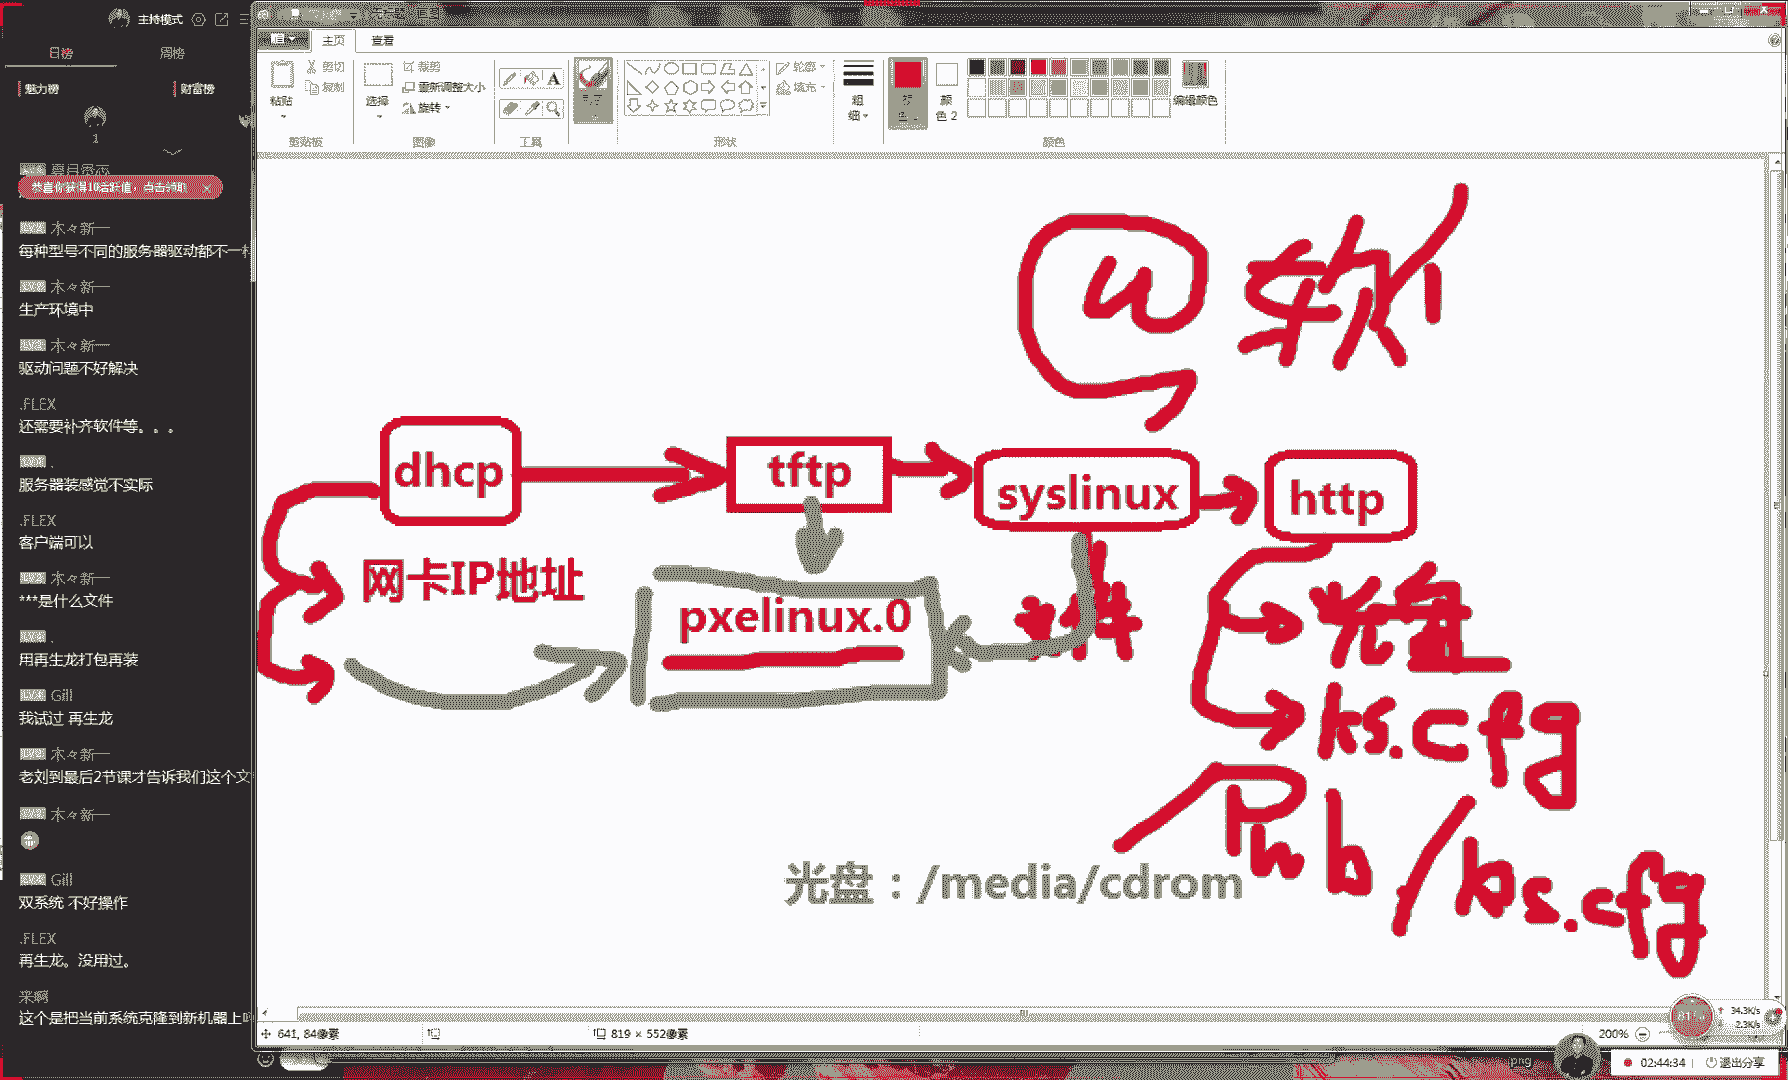 主持模式
日榜 周榜
魅力榜 财富榜
1
恭喜你获得10活跃值，点击领取
木々新一
每种型号不同的服务器驱动都不一样
木々新一
生产环境中
木々新一
驱动问题不好解决
.FLEX
还需要补齐软件等。。。
.
服务器装感觉不实际
.FLEX
客户端可以
木々新一
***是什么文件
.
用再生龙打包再装
Gill
我试过 再生龙
木々新一
老刘到最后2节课才告诉我们这个文
木々新一
Gill
双系统 不好操作
.FLEX
再生龙。没用过。
来啊
这个是把当前系统克隆到新机器上
主页 查看
粘贴
剪切
复制
剪贴板
选择
裁剪
重新调整大小
旋转
图像
A
工具
轮廓
填充
形状
粗细
颜色 1
颜色 2
编辑颜色
颜色
U 软件
dhcp
tftp
syslinux
http
网卡IP地址
pxelinux.0
文件
光盘
ks.cfg
Pub/ks.cfg
光盘：/media/cdrom
641, 84像素
819 × 552像素
200%
34.3K/s
2.3K/s
png
02:44:34
退出分享